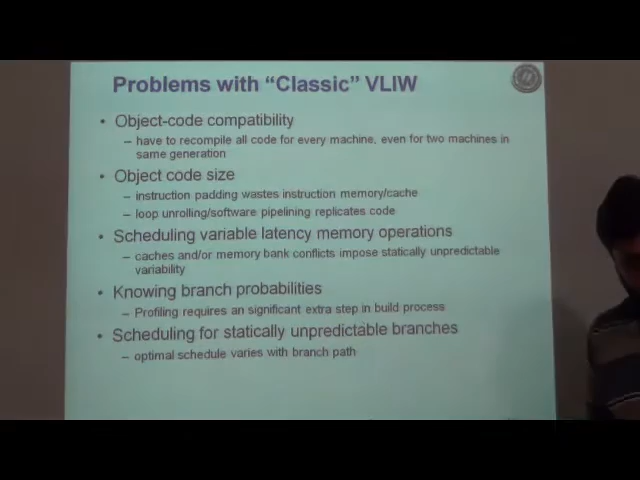 Problems with "Classic" VLIW
• Object-code compatibility
– have to recompile all code for every machine, even for two machines in
same generation
• Object code size
– instruction padding wastes instruction memory/cache
– loop unrolling/software pipelining replicates code
• Scheduling variable latency memory operations
– caches and/or memory bank conflicts impose statically unpredictable
variability
• Knowing branch probabilities
– Profiling requires an significant extra step in build process
• Scheduling for statically unpredictable branches
– optimal schedule varies with branch path